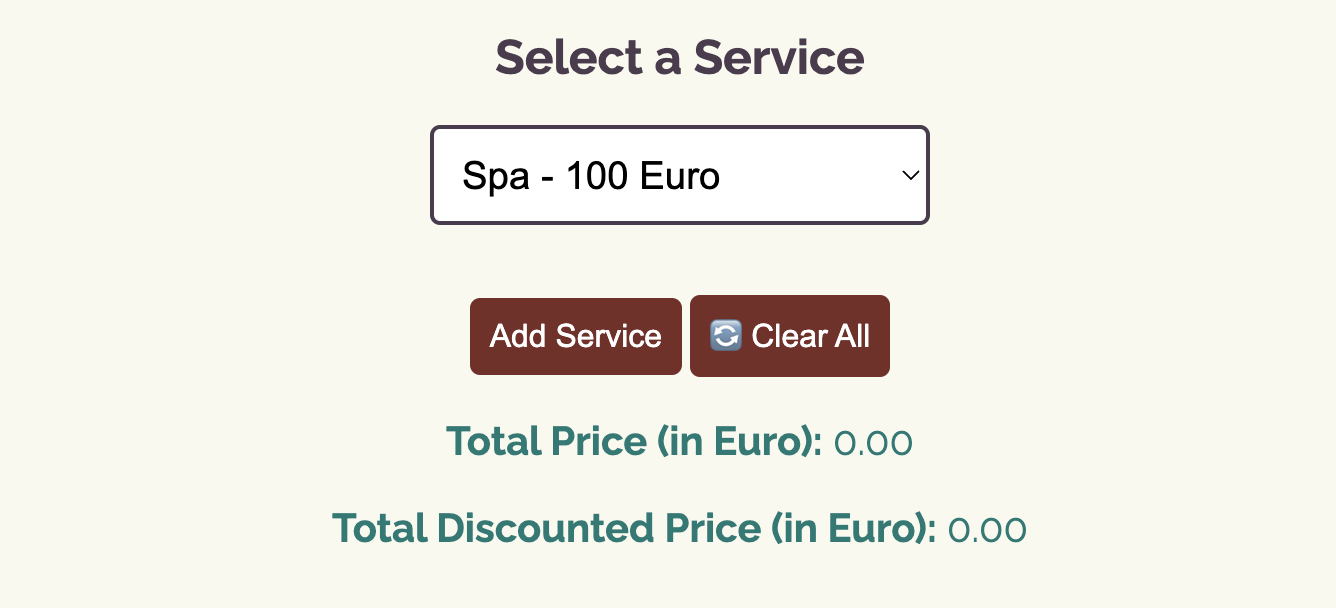 Select a Service
Spa - 100 Euro
Add Service 🔄 Clear All
Total Price (in Euro): 0.00
Total Discounted Price (in Euro): 0.00